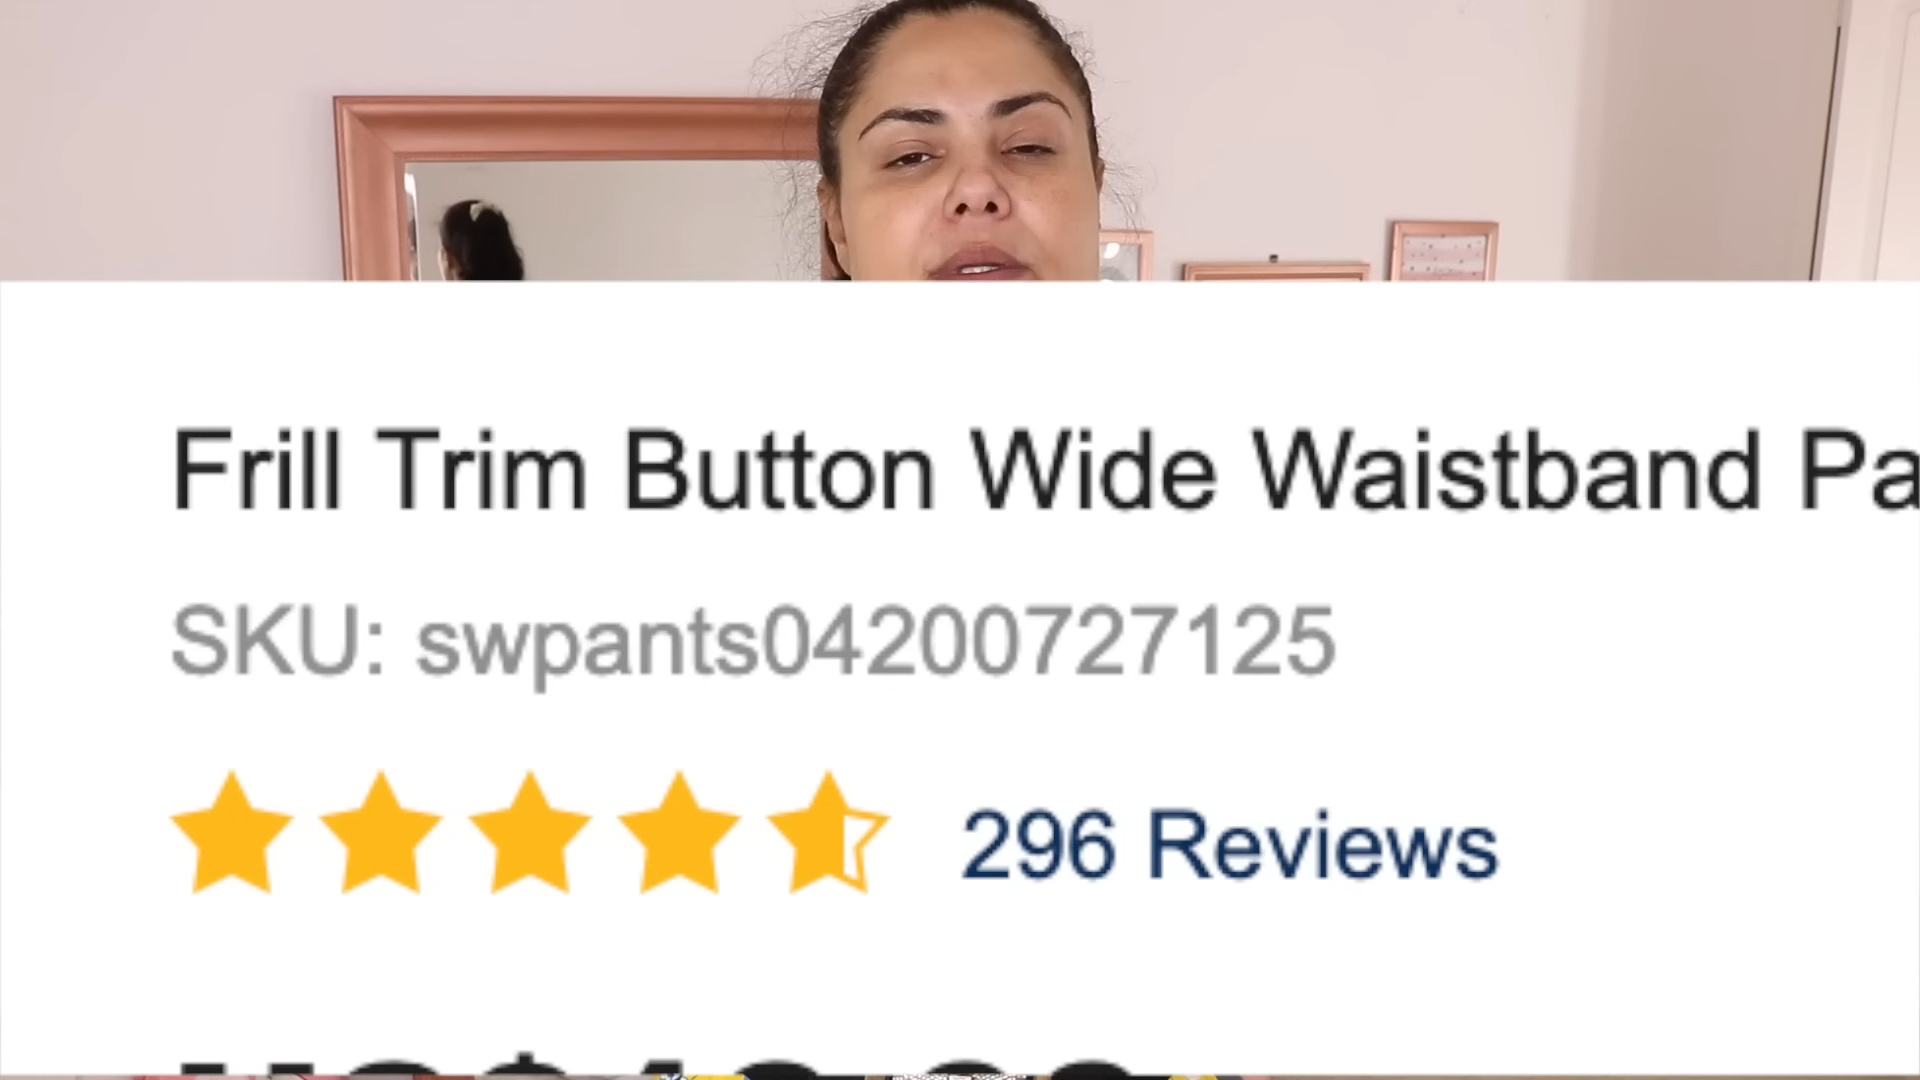 Frill Trim Button Wide Waistband Pa
SKU: swpants04200727125
296 Reviews